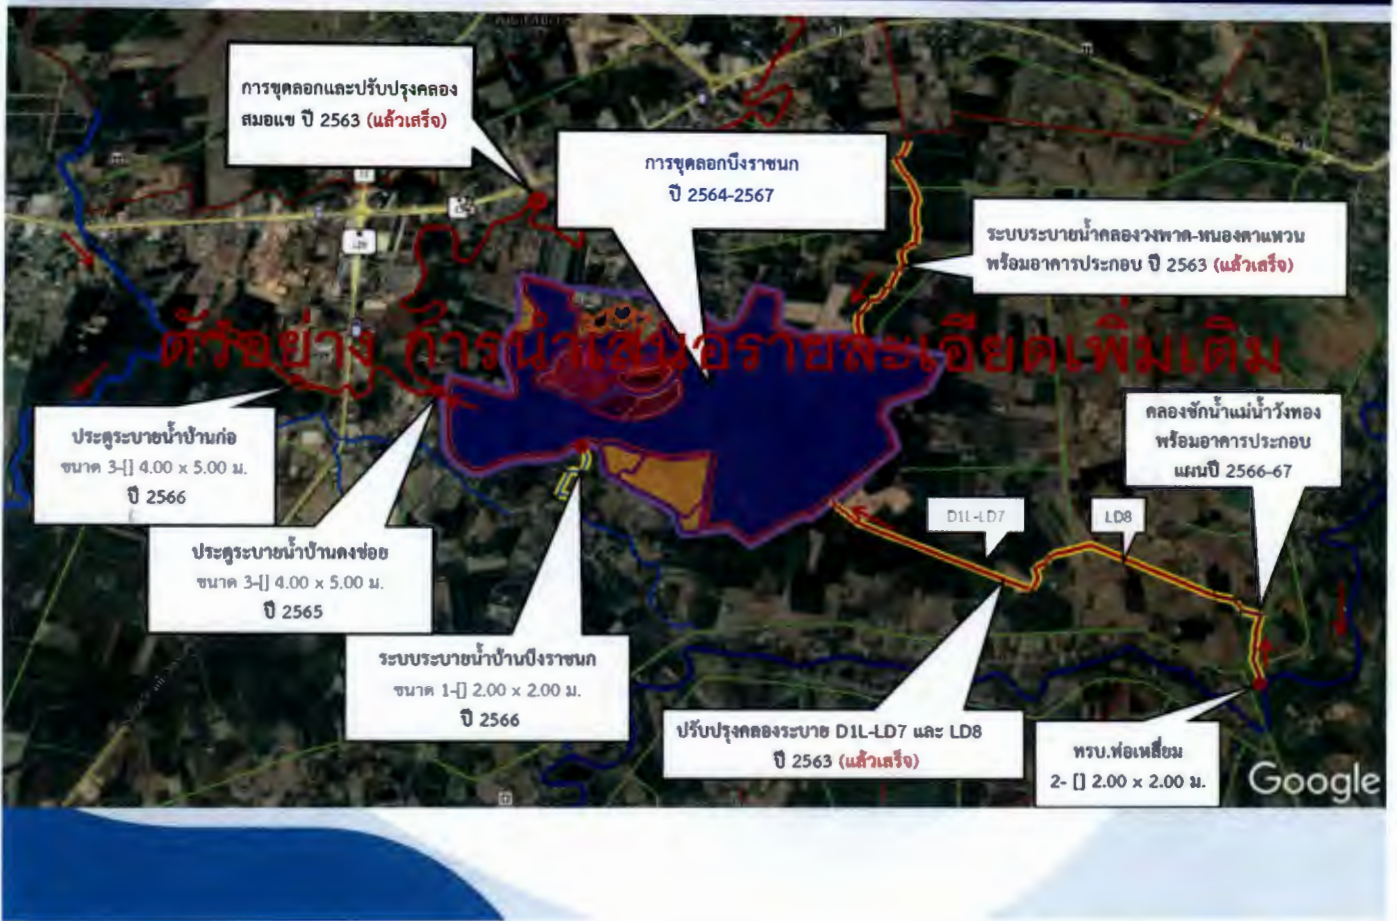 การขุดลอกและปรับปรุงคลอง
สมอแข ปี 2563 (แล้วเสร็จ)
การขุดลอกบึงราชนก
ปี 2564-2567
ระบบระบายน้ำคลองวงพาด-หนองตาแหวน
พร้อมอาคารประกอบ ปี 2563 (แล้วเสร็จ)
ตัวอย่าง การนำเสนอรายละเอียดเพิ่มเติม
ประตูระบายน้ำบ้านก่อ
ขนาด 3-[] 4.00 x 5.00 ม.
ปี 2566
คลองชักน้ำแม่น้ำวังทอง
พร้อมอาคารประกอบ
แผนปี 2566-67
D1L-LD7
LD8
ประตูระบายน้ำบ้านดงข่อย
ขนาด 3-[] 4.00 x 5.00 ม.
ปี 2565
ระบบระบายน้ำบ้านบึงราชนก
ขนาด 1-[] 2.00 x 2.00 ม.
ปี 2566
ปรับปรุงคลองระบาย D1L-LD7 และ LD8
ปี 2563 (แล้วเสร็จ)
ทรบ.ท่อเหลี่ยม
2- [] 2.00 x 2.00 ม.
Google